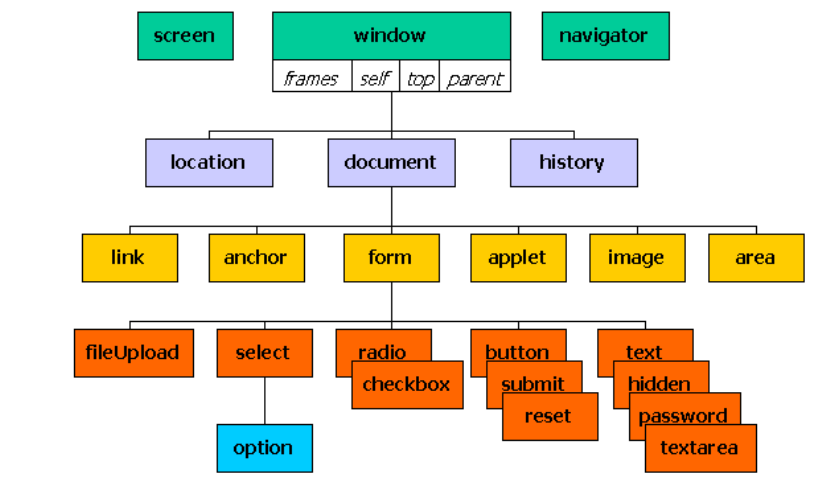 screen window navigator
frames self top parent
location document history
link anchor form applet image area
fileUpload select radio button text
checkbox submit hidden
reset password
option textarea